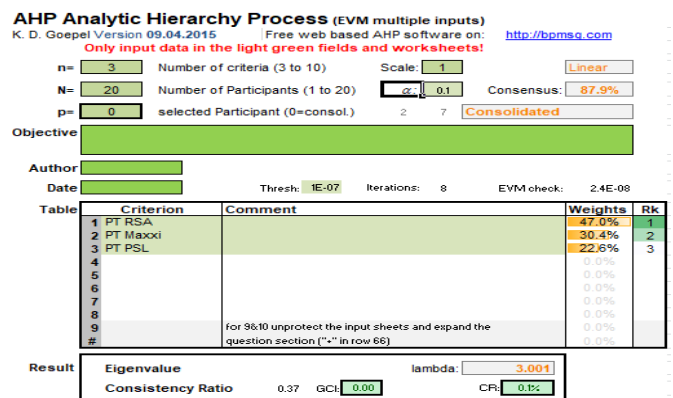 AHP Analytic Hierarchy Process (EVM multiple inputs)
K. D. Goepel Version 09.04.2015 Free web based AHP software on: http://bpmsg.com
Only input data in the light green fields and worksheets!
n= 3 Number of criteria (3 to 10) Scale: 1 Linear
N= 20 Number of Participants (1 to 20) α: 0.1 Consensus: 87.9%
p= 0 selected Participant (0=consol.) 2 7 Consolidated
Objective
Author
Date Thresh: 1E-07 Iterations: 8 EVM check: 2.4E-08
Table Criterion Comment Weights Rk
1 PT RSA 47.0% 1
2 PT Maxxi 30.4% 2
3 PT PSL 22.6% 3
4 0.0%
5 0.0%
6 0.0%
7 0.0%
8 0.0%
9 for 9&10 unprotect the input sheets and expand the 0.0%
# question section ("+" in row 66) 0.0%
Result Eigenvalue lambda: 3.001
Consistency Ratio 0.37 GCI: 0.00 CR: 0.1%